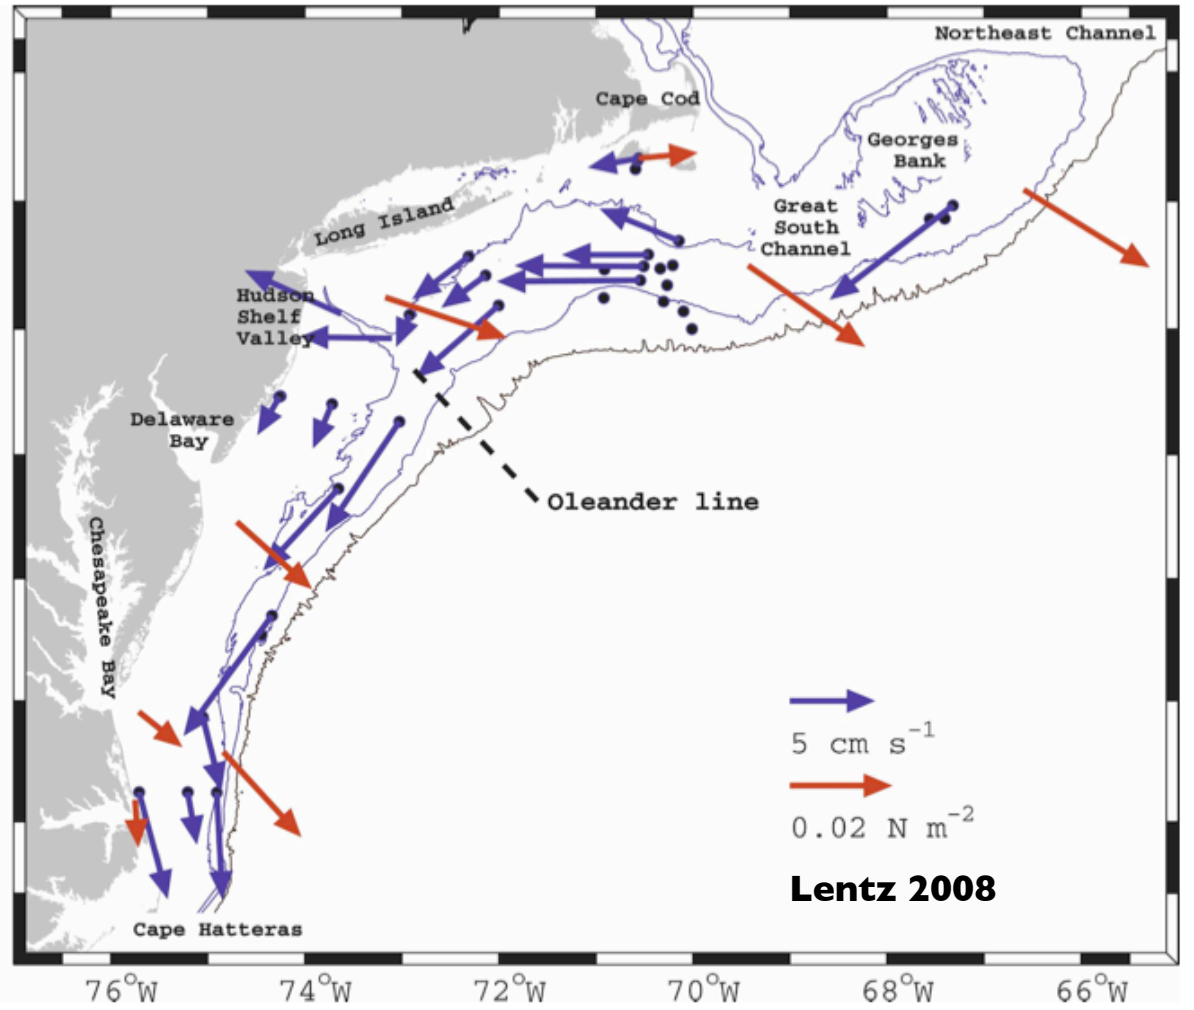 Northeast Channel
Cape Cod
Georges
Bank
Long Island
Great
South
Channel
Hudson
Shelf
Valley
Delaware
Bay
Oleander line
Chesapeake Bay
5 cm s⁻¹
0.02 N m⁻²
Lentz 2008
Cape Hatteras
76°W 74°W 72°W 70°W 68°W 66°W